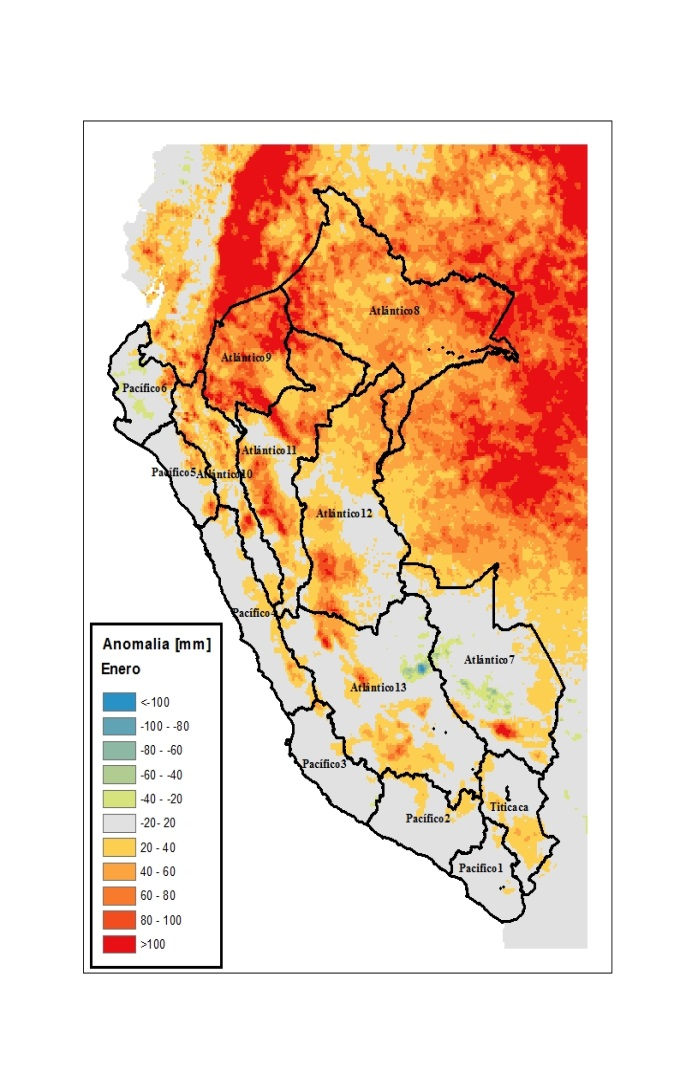 Atlántico8
Atlántico9
Pacífico6
Atlántico11
Pacífico5
Atlántico10
Atlántico12
Pacífico4
Atlántico7
Atlántico13
Pacífico3
Titicaca
Pacífico2
Pacífico1
Anomalia [mm]
Enero
<-100
-100 - -80
-80 - -60
-60 - -40
-40 - -20
-20- 20
20 - 40
40 - 60
60 - 80
80 - 100
>100